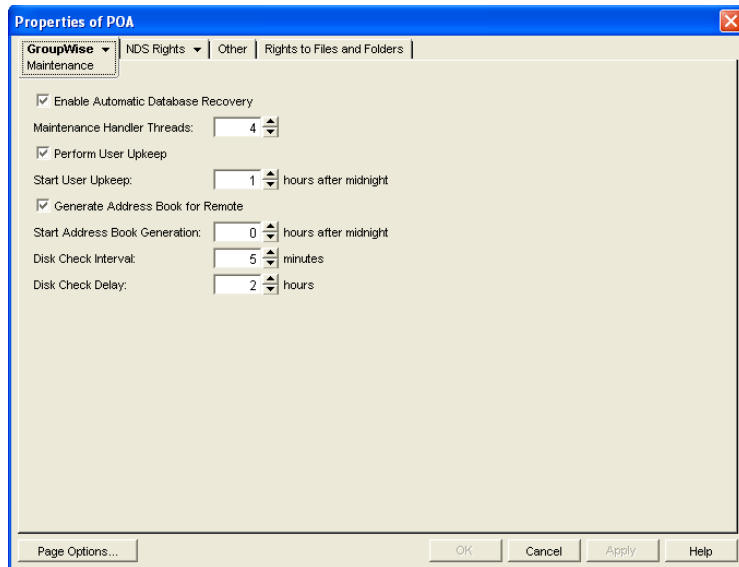 Properties of POA
GroupWise NDS Rights Other Rights to Files and Folders
Maintenance
Enable Automatic Database Recovery
Maintenance Handler Threads: 4
Perform User Upkeep
Start User Upkeep: 1 hours after midnight
Generate Address Book for Remote
Start Address Book Generation: 0 hours after midnight
Disk Check Interval: 5 minutes
Disk Check Delay: 2 hours
Page Options... OK Cancel Apply Help